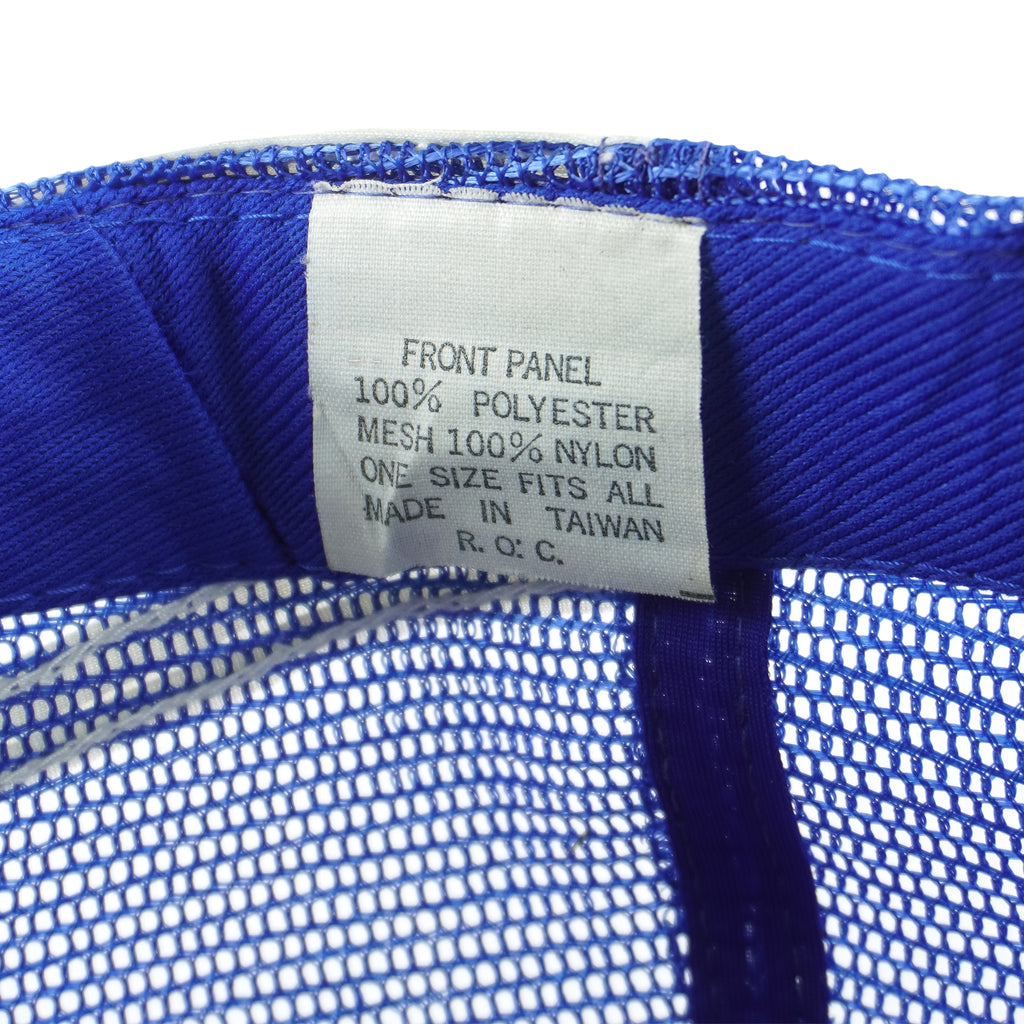 FRONT PANEL
100% POLYESTER
MESH 100% NYLON
ONE SIZE FITS ALL
MADE IN TAIWAN
R. O. C.